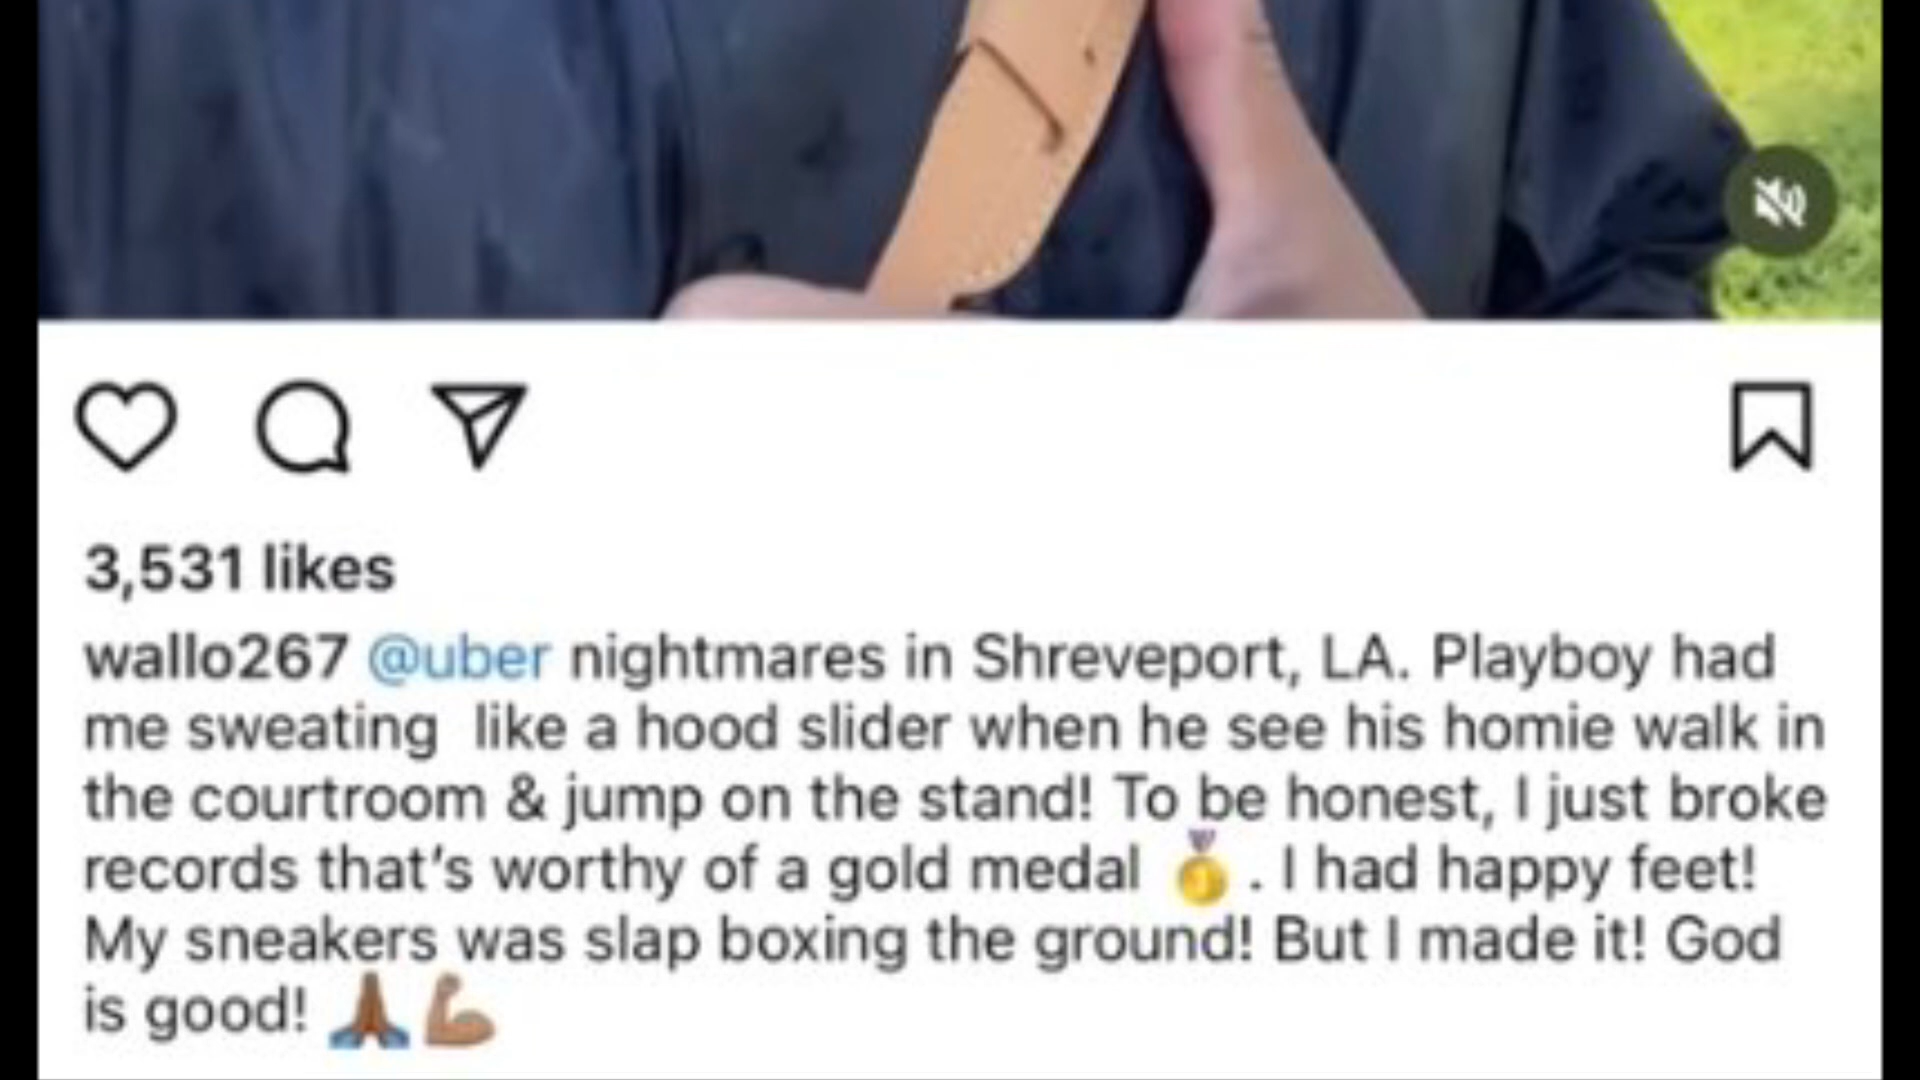 3,531 likes
wallo267 @uber nightmares in Shreveport, LA. Playboy had
me sweating  like a hood slider when he see his homie walk in
the courtroom & jump on the stand! To be honest, I just broke
records that's worthy of a gold medal 🏅. I had happy feet!
My sneakers was slap boxing the ground! But I made it! God
is good! 🙏🏾💪🏽